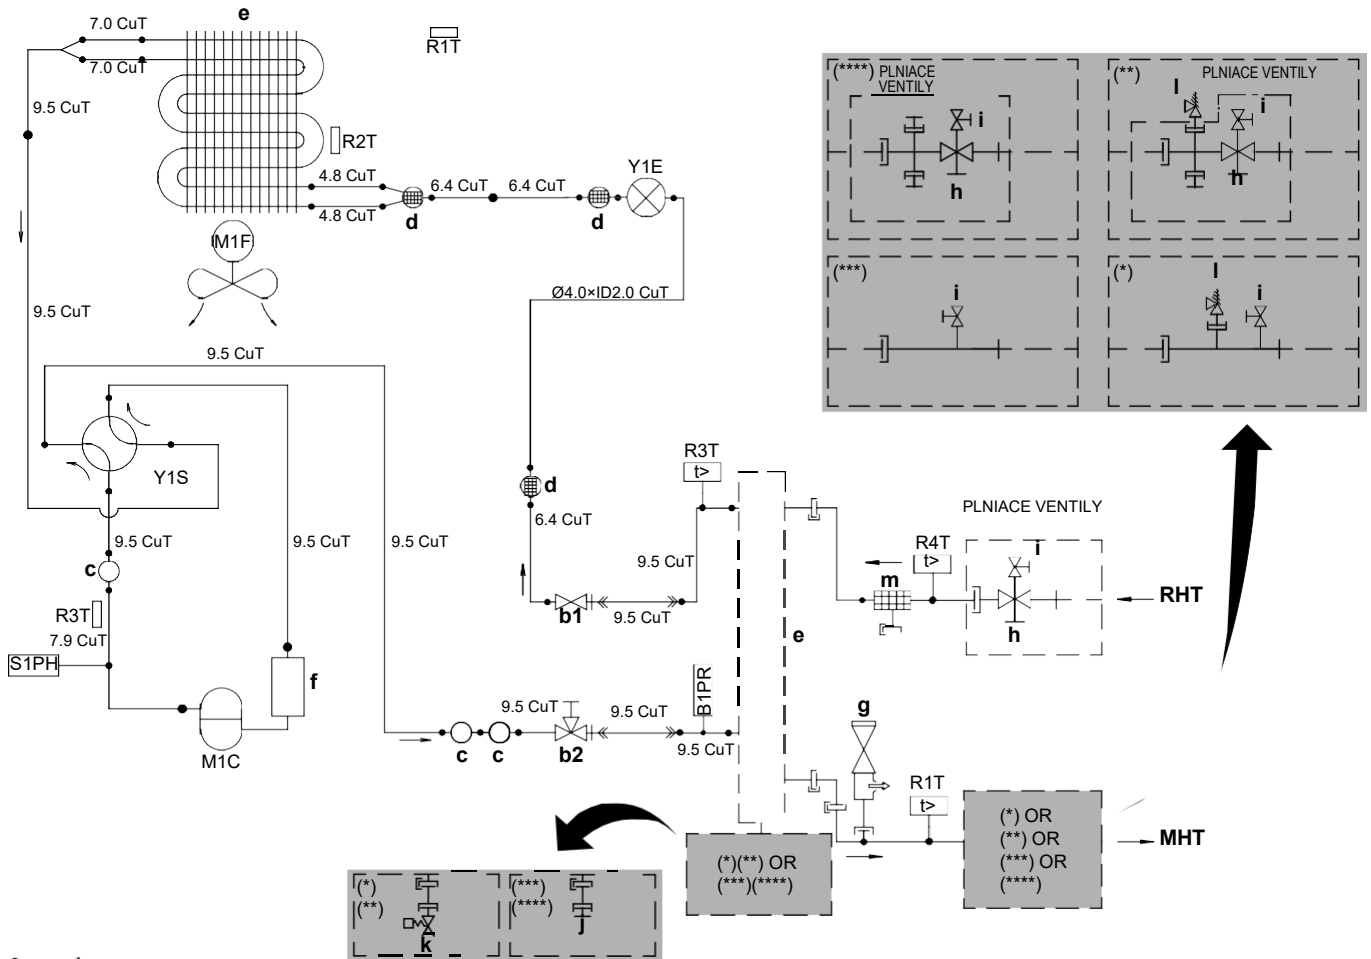 e
7.0 CuT
7.0 CuT
9.5 CuT
R1T
R2T
4.8 CuT
4.8 CuT
d
6.4 CuT
6.4 CuT
d
Y1E
M1F
9.5 CuT
Ø4.0×ID2.0 CuT
9.5 CuT
Y1S
9.5 CuT
9.5 CuT
9.5 CuT
c
R3T
7.9 CuT
S1PH
f
M1C
d
6.4 CuT
b1
9.5 CuT
9.5 CuT
R3T
t>
e
c
c
9.5 CuT
b2
9.5 CuT
9.5 CuT
B1PR
(****)
PLNIACE
VENTILY
i
h
(**)
PLNIACE VENTILY
l
i
h
(***)
i
(*)
l
i
PLNIACE VENTILY
R4T
t>
m
i
h
RHT
g
R1T
t>
(*) OR
(**) OR
(***) OR
(****)
MHT
(*)(**) OR
(***)(****)
(*)
(**)
k
(***)
(****)
j